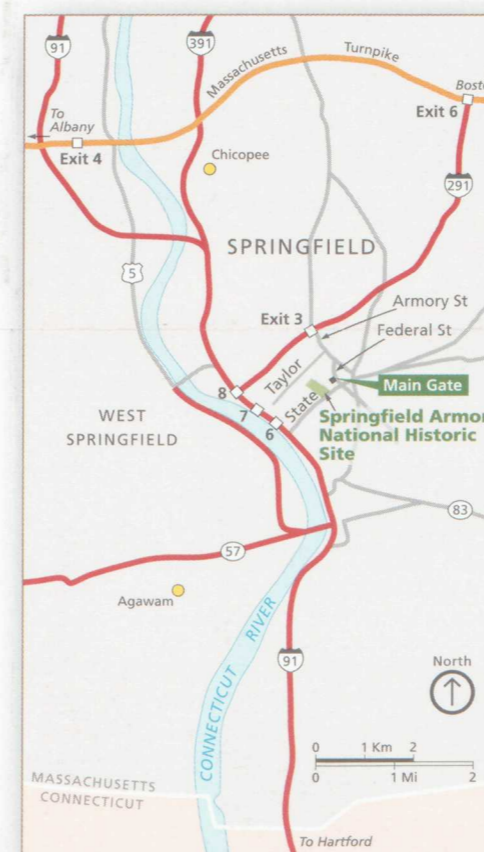 91
391
Massachusetts
Turnpike
To
Albany
Exit 4
Exit 6
Chicopee
291
5
SPRINGFIELD
Exit 3
Armory St
Federal St
Taylor
Main Gate
8
7
6
State
Springfield Armor
National Historic
Site
WEST
SPRINGFIELD
83
57
Agawam
CONNECTICUT RIVER
91
North
0 1 Km 2
0 1 Mi 2
MASSACHUSETTS
CONNECTICUT
To Hartford